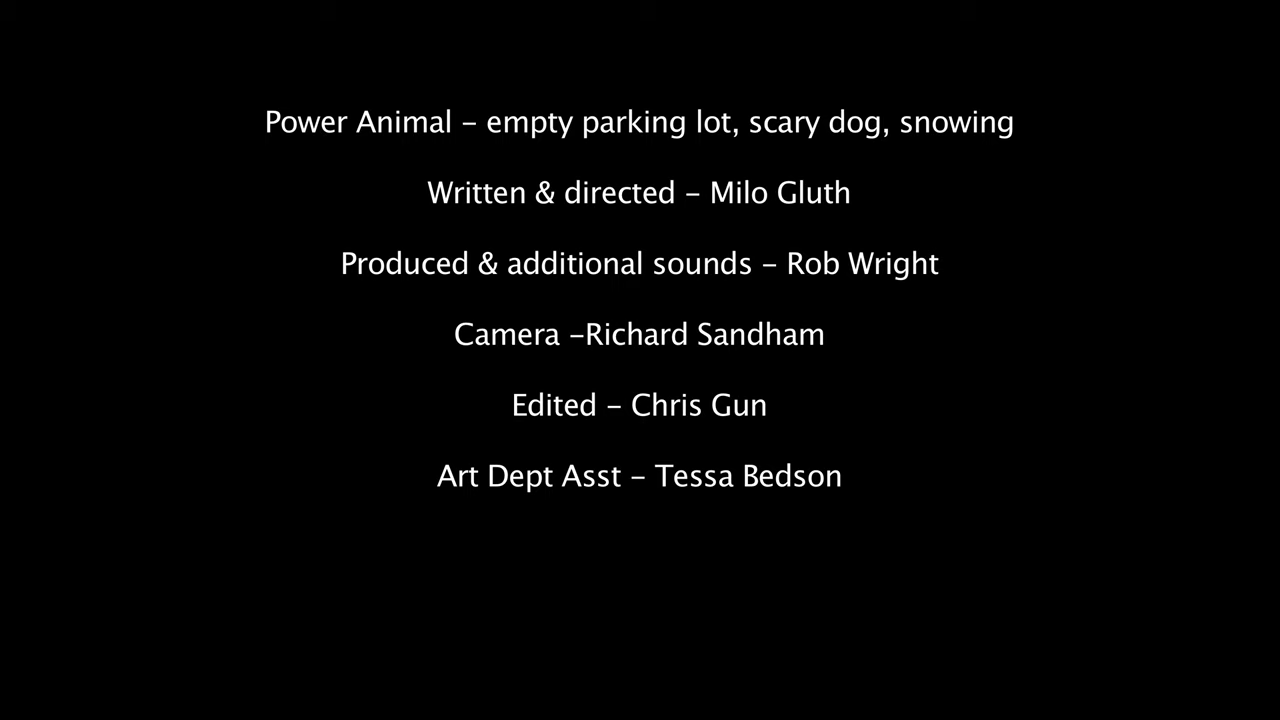 Power Animal – empty parking lot, scary dog, snowing
Written & directed – Milo Gluth
Produced & additional sounds – Rob Wright
Camera –Richard Sandham
Edited – Chris Gun
Art Dept Asst – Tessa Bedson